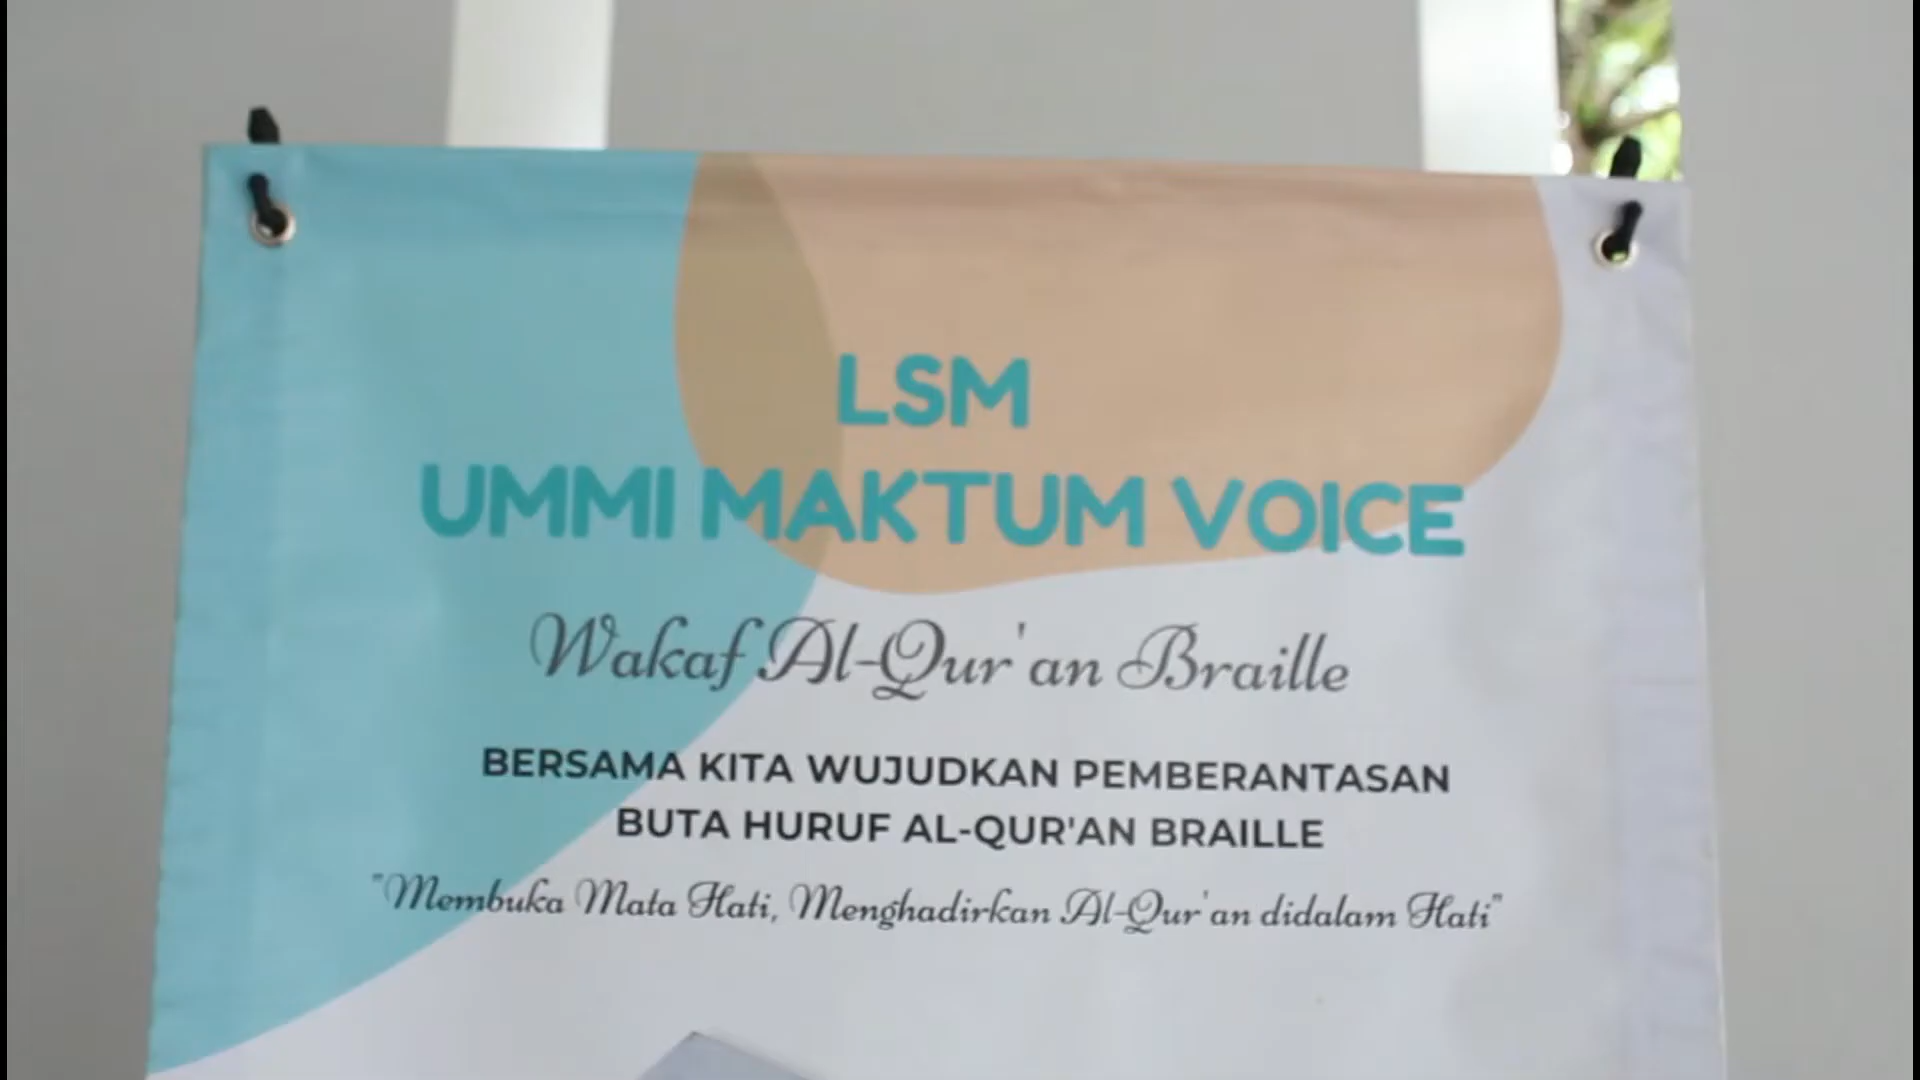 LSM
UMMI MAKTUM VOICE
Wakaf Al-Qur'an Braille
BERSAMA KITA WUJUDKAN PEMBERANTASAN
BUTA HURUF AL-QUR'AN BRAILLE
"Membuka Mata Hati, Menghadirkan Al-Qur'an didalam Hati"